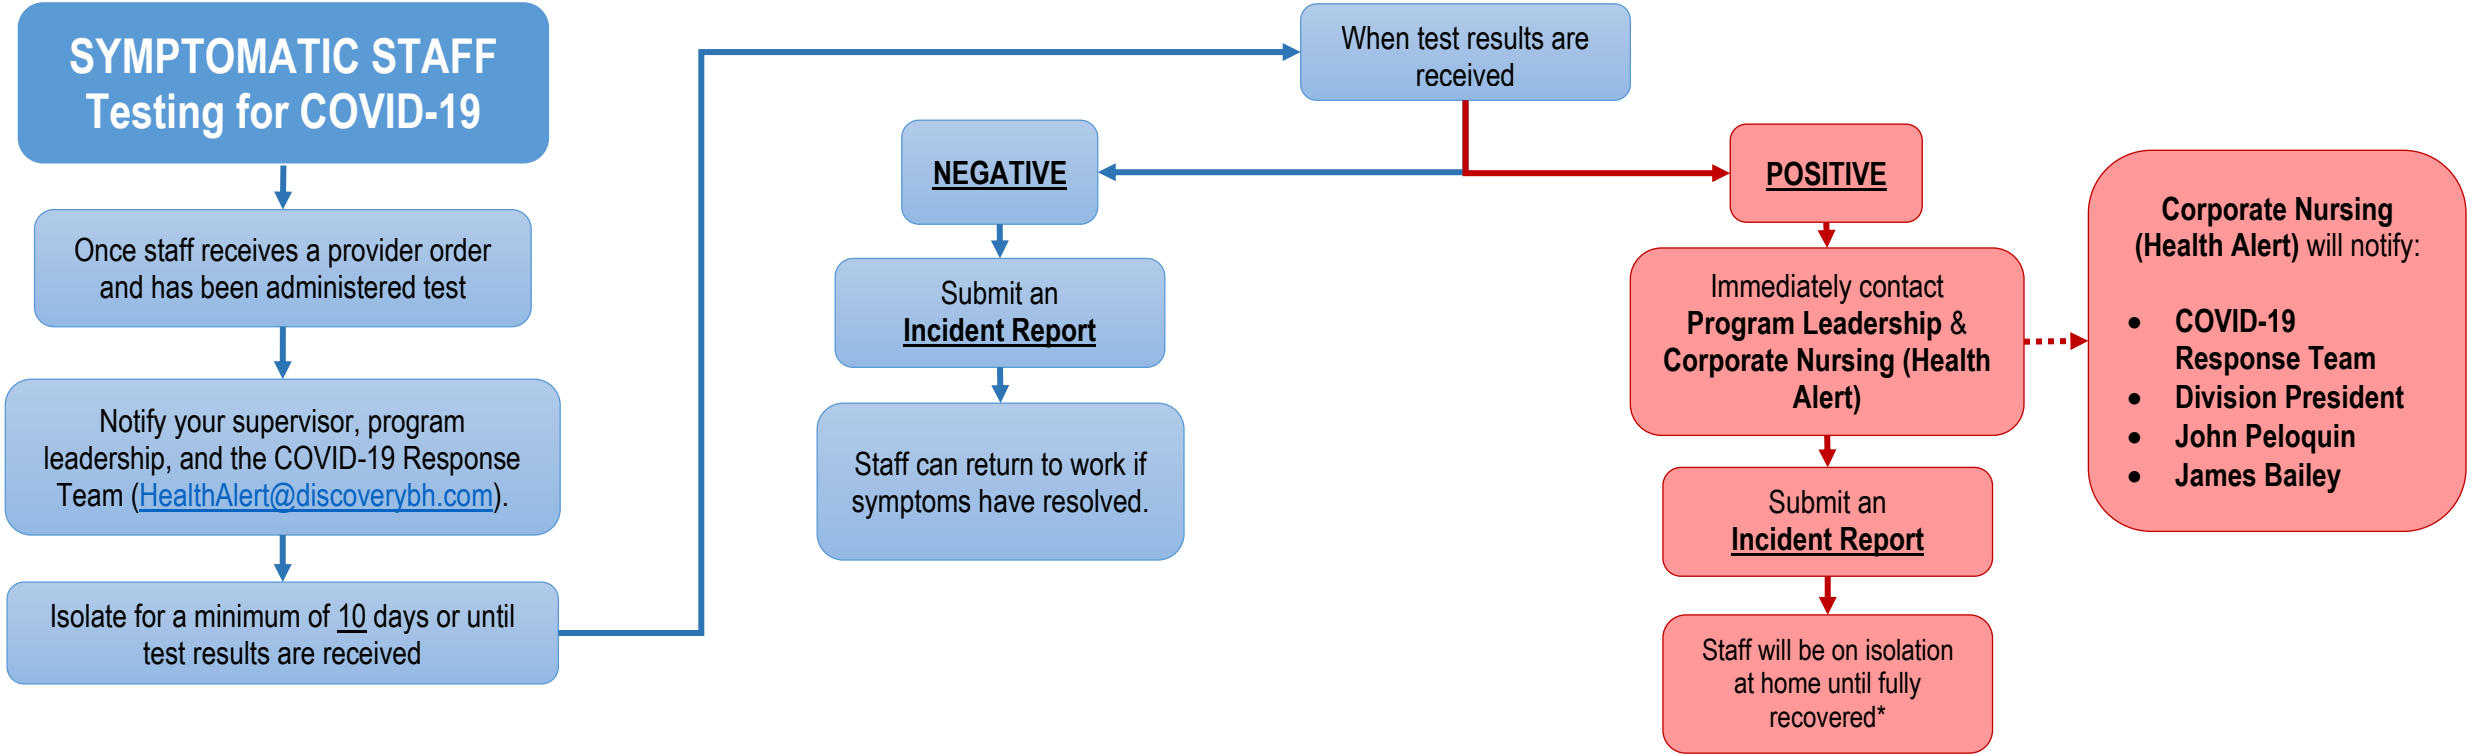 SYMPTOMATIC STAFF
Testing for COVID-19
Once staff receives a provider order
and has been administered test
Notify your supervisor, program
leadership, and the COVID-19 Response
Team (HealthAlert@discoverybh.com).
Isolate for a minimum of 10 days or until
test results are received
When test results are
received
NEGATIVE
Submit an
Incident Report
Staff can return to work if
symptoms have resolved.
POSITIVE
Immediately contact
Program Leadership &
Corporate Nursing (Health
Alert)
Submit an
Incident Report
Staff will be on isolation
at home until fully
recovered*
Corporate Nursing
(Health Alert) will notify:
• COVID-19
Response Team
• Division President
• John Peloquin
• James Bailey